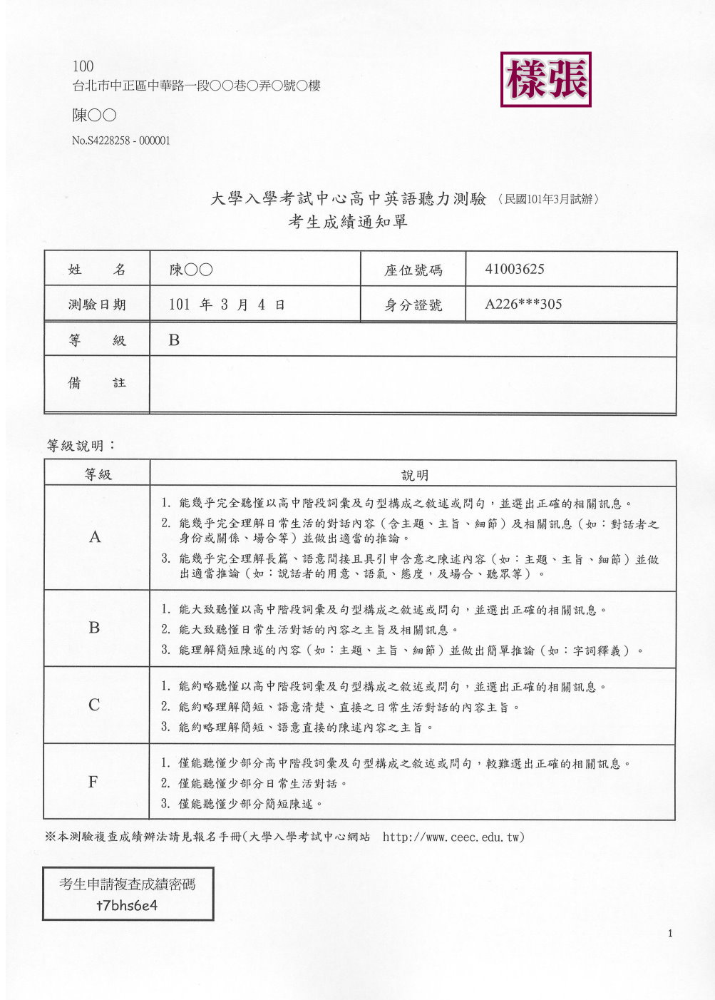 100
樣張
台北市中正區中華路一段○○巷○弄○號○樓
陳○○
No.S4228258 - 000001
大學入學考試中心高中英語聽力測驗〈民國101年3月試辦〉
考生成績通知單
姓 名 陳○○ 座位號碼 41003625
測驗日期 101 年 3 月 4 日 身分證號 A226***305
等 級 B
備 註
等級說明：
等級 說明
A
1. 能幾乎完全聽懂以高中階段詞彙及句型構成之敘述或問句，並選出正確的相關訊息。
2. 能幾乎完全理解日常生活的對話內容（含主題、主旨、細節）及相關訊息（如：對話者之
身份或關係、場合等）並做出適當的推論。
3. 能幾乎完全理解長篇、語意間接且具引申含意之陳述內容（如：主題、主旨、細節）並做
出適當推論（如：說話者的用意、語氣、態度，及場合、聽眾等）。
B
1. 能大致聽懂以高中階段詞彙及句型構成之敘述或問句，並選出正確的相關訊息。
2. 能大致聽懂日常生活對話的內容之主旨及相關訊息。
3. 能理解簡短陳述的內容（如：主題、主旨、細節）並做出簡單推論（如：字詞釋義）。
C
1. 能約略聽懂以高中階段詞彙及句型構成之敘述或問句，並選出正確的相關訊息。
2. 能約略理解簡短、語意清楚、直接之日常生活對話的內容主旨。
3. 能約略理解簡短、語意直接的陳述內容之主旨。
F
1. 僅能聽懂少部分高中階段詞彙及句型構成之敘述或問句，較難選出正確的相關訊息。
2. 僅能聽懂少部分日常生活對話。
3. 僅能聽懂少部分簡短陳述。
※本測驗複查成績辦法請見報名手冊(大學入學考試中心網站 http://www.ceec.edu.tw)
考生申請複查成績密碼
t7bhs6e4
1